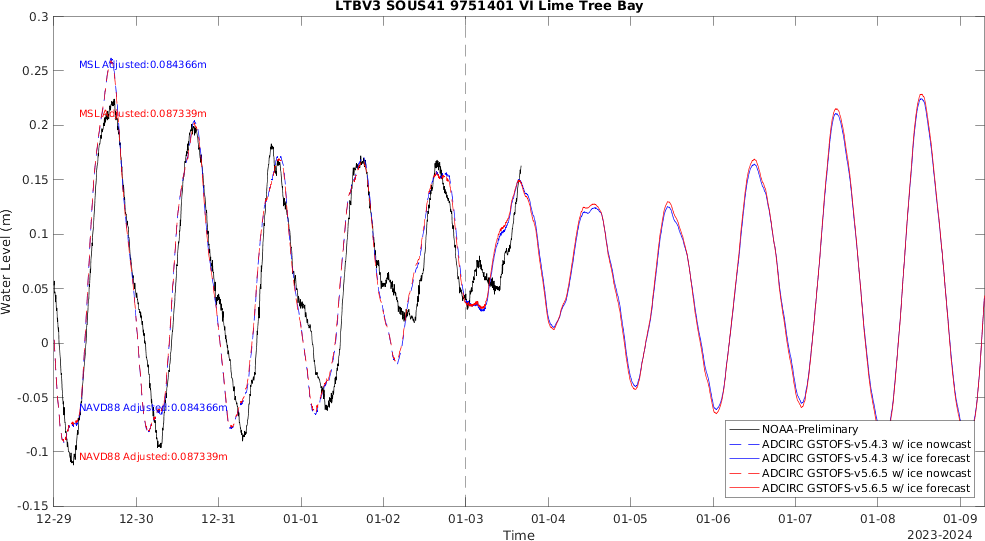 LTBV3 SOUS41 9751401 VI Lime Tree Bay
0.3
0.25
0.2
0.15
0.1
0.05
0
-0.05
-0.1
-0.15
Water Level (m)
MSL Adjusted:0.084366m
MSL Adjusted:0.087339m
NAVD88 Adjusted:0.084366m
NAVD88 Adjusted:0.087339m
NOAA-Preliminary
ADCIRC GSTOFS-v5.4.3 w/ ice nowcast
ADCIRC GSTOFS-v5.4.3 w/ ice forecast
ADCIRC GSTOFS-v5.6.5 w/ ice nowcast
ADCIRC GSTOFS-v5.6.5 w/ ice forecast
12-29 12-30 12-31 01-01 01-02 01-03 01-04 01-05 01-06 01-07 01-08 01-09
Time
2023-2024